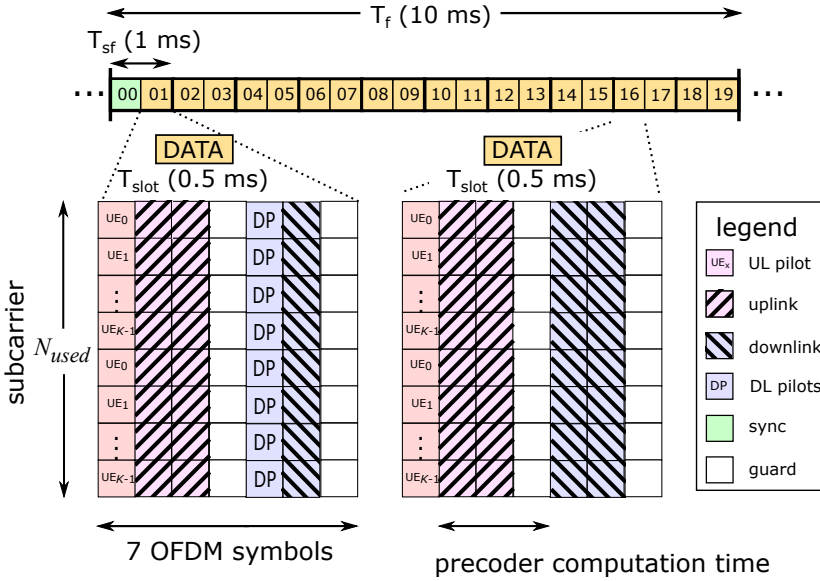 T_f (10 ms)
T_sf (1 ms)
... 00 01 02 03 04 05 06 07 08 09 10 11 12 13 14 15 16 17 18 19 ...
DATA DATA
T_slot (0.5 ms) T_slot (0.5 ms)
subcarrier
N_used
UE0 DP UE0
UE1 DP UE1
⋮ DP ⋮
UEK-1 DP UEK-1
UE0 DP UE0
UE1 DP UE1
⋮ DP ⋮
UEK-1 DP UEK-1
7 OFDM symbols
precoder computation time
legend
UEx UL pilot
uplink
downlink
DP DL pilots
sync
guard